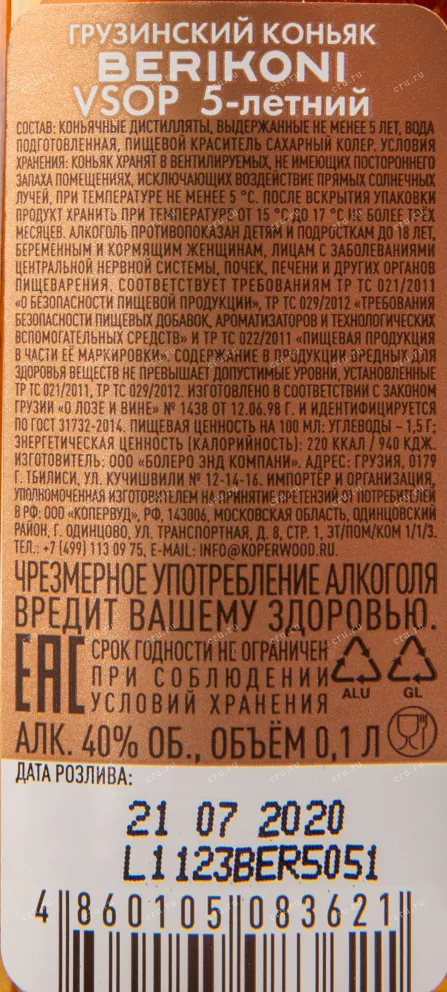 ГРУЗИНСКИЙ КОНЬЯК
BERIKONI
VSOP 5-летний
СОСТАВ: КОНЬЯЧНЫЕ ДИСТИЛЛЯТЫ, ВЫДЕРЖАННЫЕ НЕ МЕНЕЕ 5 ЛЕТ, ВОДА
ПОДГОТОВЛЕННАЯ, ПИЩЕВОЙ КРАСИТЕЛЬ САХАРНЫЙ КОЛЕР. УСЛОВИЯ
ХРАНЕНИЯ: КОНЬЯК ХРАНЯТ В ВЕНТИЛИРУЕМЫХ, НЕ ИМЕЮЩИХ ПОСТОРОННЕГО
ЗАПАХА ПОМЕЩЕНИЯХ, ИСКЛЮЧАЮЩИХ ВОЗДЕЙСТВИЕ ПРЯМЫХ СОЛНЕЧНЫХ
ЛУЧЕЙ, ПРИ ТЕМПЕРАТУРЕ НЕ МЕНЕЕ 5 °С. ПОСЛЕ ВСКРЫТИЯ УПАКОВКИ
ПРОДУКТ ХРАНИТЬ ПРИ ТЕМПЕРАТУРЕ ОТ 15 °С ДО 17 °С НЕ БОЛЕЕ ТРЁХ
МЕСЯЦЕВ. АЛКОГОЛЬ ПРОТИВОПОКАЗАН ДЕТЯМ И ПОДРОСТКАМ ДО 18 ЛЕТ,
БЕРЕМЕННЫМ И КОРМЯЩИМ ЖЕНЩИНАМ, ЛИЦАМ С ЗАБОЛЕВАНИЯМИ
ЦЕНТРАЛЬНОЙ НЕРВНОЙ СИСТЕМЫ, ПОЧЕК, ПЕЧЕНИ И ДРУГИХ ОРГАНОВ
ПИЩЕВАРЕНИЯ. СООТВЕТСТВУЕТ ТРЕБОВАНИЯМ ТР ТС 021/2011
«О БЕЗОПАСНОСТИ ПИЩЕВОЙ ПРОДУКЦИИ», ТР ТС 029/2012 «ТРЕБОВАНИЯ
БЕЗОПАСНОСТИ ПИЩЕВЫХ ДОБАВОК, АРОМАТИЗАТОРОВ И ТЕХНОЛОГИЧЕСКИХ
ВСПОМОГАТЕЛЬНЫХ СРЕДСТВ» И ТР ТС 022/2011 «ПИЩЕВАЯ ПРОДУКЦИЯ
В ЧАСТИ ЕЁ МАРКИРОВКИ». СОДЕРЖАНИЕ В ПРОДУКЦИИ ВРЕДНЫХ ДЛЯ
ЗДОРОВЬЯ ВЕЩЕСТВ НЕ ПРЕВЫШАЕТ ДОПУСТИМЫЕ УРОВНИ, УСТАНОВЛЕННЫЕ
ТР ТС 021/2011, ТР ТС 029/2012. ИЗГОТОВЛЕНО В СООТВЕТСТВИИ С ЗАКОНОМ
ГРУЗИИ «О ЛОЗЕ И ВИНЕ» № 1438 ОТ 12.06.98 Г. И ИДЕНТИФИЦИРУЕТСЯ
ПО ГОСТ 31732-2014. ПИЩЕВАЯ ЦЕННОСТЬ НА 100 МЛ: УГЛЕВОДЫ – 1,5 Г;
ЭНЕРГЕТИЧЕСКАЯ ЦЕННОСТЬ (КАЛОРИЙНОСТЬ): 220 ККАЛ / 940 КДЖ.
ИЗГОТОВИТЕЛЬ: ООО «БОЛЕРО ЭНД КОМПАНИ». АДРЕС: ГРУЗИЯ, 0179
Г. ТБИЛИСИ, УЛ. КУЧИШВИЛИ № 12-14-16. ИМПОРТЁР И ОРГАНИЗАЦИЯ,
УПОЛНОМОЧЕННАЯ ИЗГОТОВИТЕЛЕМ НА ПРИНЯТИЕ ПРЕТЕНЗИЙ ОТ ПОТРЕБИТЕЛЕЙ
В РФ: ООО «КОПЕРВУД», РФ, 143006, МОСКОВСКАЯ ОБЛАСТЬ, ОДИНЦОВСКИЙ
РАЙОН, Г. ОДИНЦОВО, УЛ. ТРАНСПОРТНАЯ, Д. 8, СТР. 1, ЭТ/ПОМ/КОМ 1/1/3.
ТЕЛ.: +7 (499) 113 09 75, E-MAIL: INFO@KOPERWOOD.RU.
ЧРЕЗМЕРНОЕ УПОТРЕБЛЕНИЕ АЛКОГОЛЯ
ВРЕДИТ ВАШЕМУ ЗДОРОВЬЮ.
EAC
СРОК ГОДНОСТИ НЕ ОГРАНИЧЕН
ПРИ СОБЛЮДЕНИИ
УСЛОВИЙ ХРАНЕНИЯ
ALU
GL
АЛК. 40% ОБ., ОБЪЁМ 0,1 Л
ДАТА РОЗЛИВА:
21 07 2020
L1 123BER5051
4 860105 083621